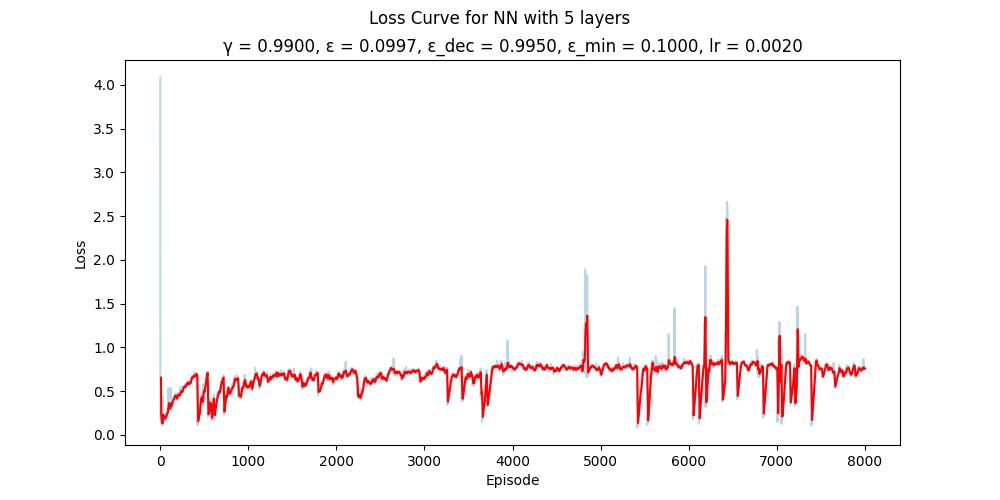 Loss Curve for NN with 5 layers
γ = 0.9900, ε = 0.0997, ε_dec = 0.9950, ε_min = 0.1000, lr = 0.0020
4.0
3.5
3.0
2.5
2.0
1.5
1.0
0.5
0.0
Loss
0 1000 2000 3000 4000 5000 6000 7000 8000
Episode